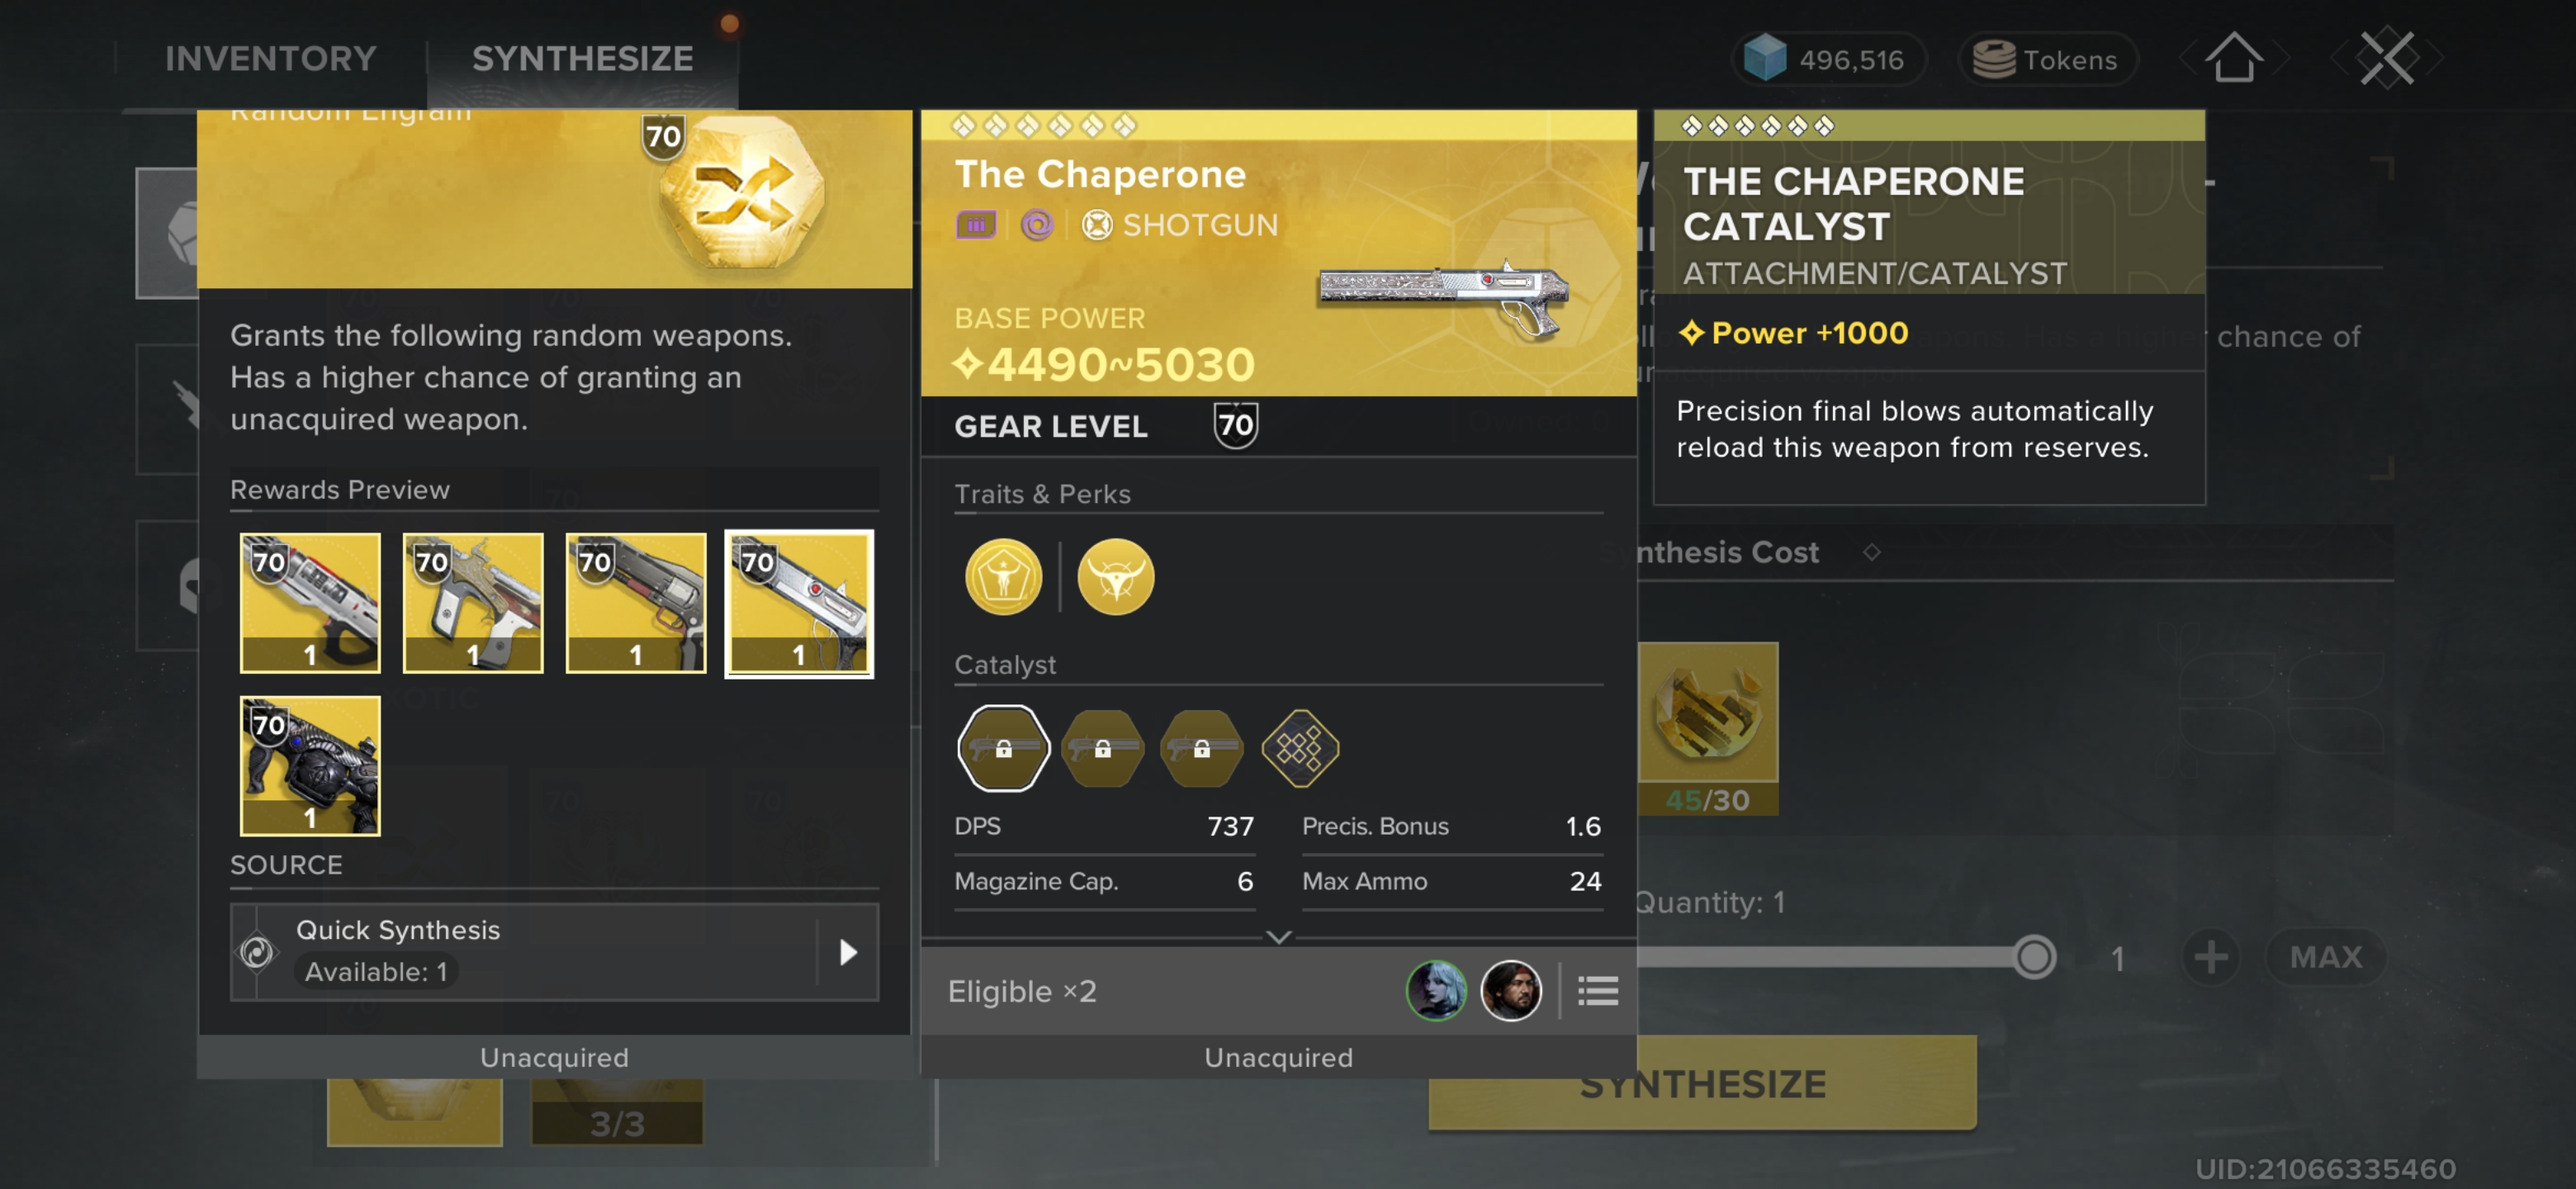 INVENTORY
SYNTHESIZE
496,516
Tokens
Random Engram
70
Grants the following random weapons.
Has a higher chance of granting an
unacquired weapon.
Rewards Preview
70
1
70
1
70
1
70
1
70
1
SOURCE
Quick Synthesis
Available: 1
Unacquired
3/3
The Chaperone
SHOTGUN
BASE POWER
4490~5030
GEAR LEVEL 70
Traits & Perks
Catalyst
DPS 737
Precis. Bonus 1.6
Magazine Cap. 6
Max Ammo 24
Eligible ×2
Unacquired
THE CHAPERONE
CATALYST
ATTACHMENT/CATALYST
Power +1000
chance of
Precision final blows automatically
reload this weapon from reserves.
Synthesis Cost
45/30
Quantity: 1
1
MAX
SYNTHESIZE
UID:21066335460